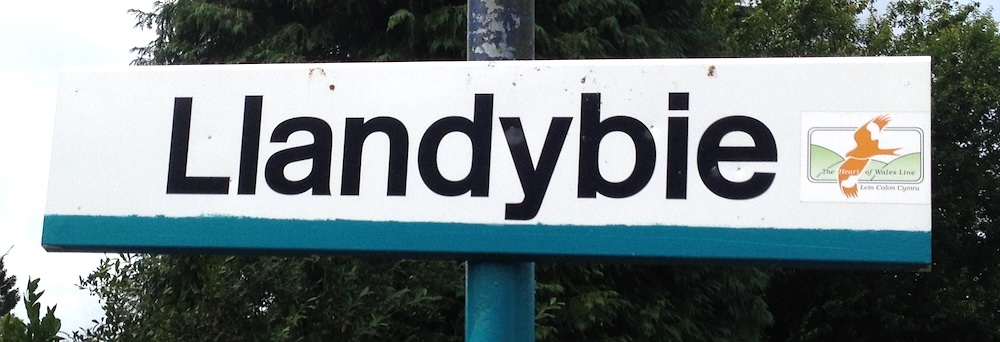 Llandybie
The Heart of Wales Line
Lein Calon Cymru